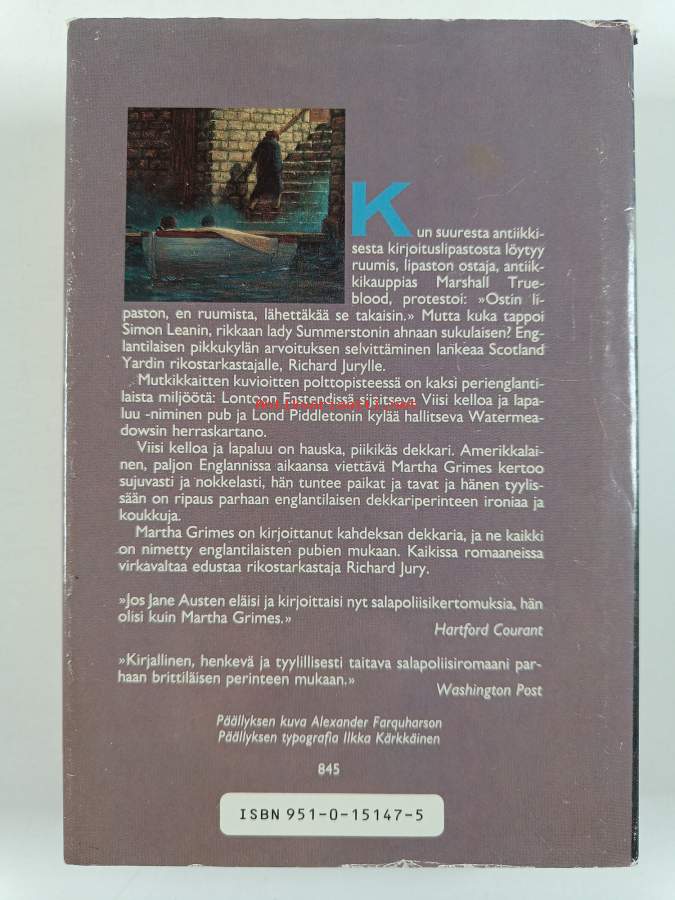 Kun suuresta antiikki-
sesta kirjoituslipastosta löytyy
ruumis, lipaston ostaja, antiik-
kikauppias Marshall True-
blood, protestoi: »Ostin li-
paston, en ruumista, lähettäkää se takaisin.» Mutta kuka tappoi
Simon Leanin, rikkaan lady Summerstonin ahnaan sukulaisen? Eng-
lantilaisen pikkukylän arvoituksen selvittäminen lankeaa Scotland
Yardin rikostarkastajalle, Richard Jurylle.
Mutkikkaitten kuvioitten polttopisteessä on kaksi perienglanti-
laista miljöötä: Lontoon Eastendissä sijaitseva Viisi kelloa ja lapa-
luu -niminen pub ja Lond Piddletonin kylää hallitseva Watermea-
dowsin herraskartano.
Viisi kelloa ja lapaluu on hauska, piikikäs dekkari. Amerikkalai-
nen, paljon Englannissa aikaansa viettävä Martha Grimes kertoo
sujuvasti ja nokkelasti, hän tuntee paikat ja tavat ja hänen tyylis-
sään on ripaus parhaan englantilaisen dekkariperinteen ironiaa ja
koukkuja.
Martha Grimes on kirjoittanut kahdeksan dekkaria, ja ne kaikki
on nimetty englantilaisten pubien mukaan. Kaikissa romaaneissa
virkavaltaa edustaa rikostarkastaja Richard Jury.
»Jos Jane Austen eläisi ja kirjoittaisi nyt salapoliisikertomuksia, hän
olisi kuin Martha Grimes.»
Hartford Courant
»Kirjallinen, henkevä ja tyylillisesti taitava salapoliisiromaani par-
haan brittiläisen perinteen mukaan.»
Washington Post
Päällyksen kuva Alexander Farquharson
Päällyksen typografia Ilkka Kärkkäinen
845
ISBN 951-0-15147-5